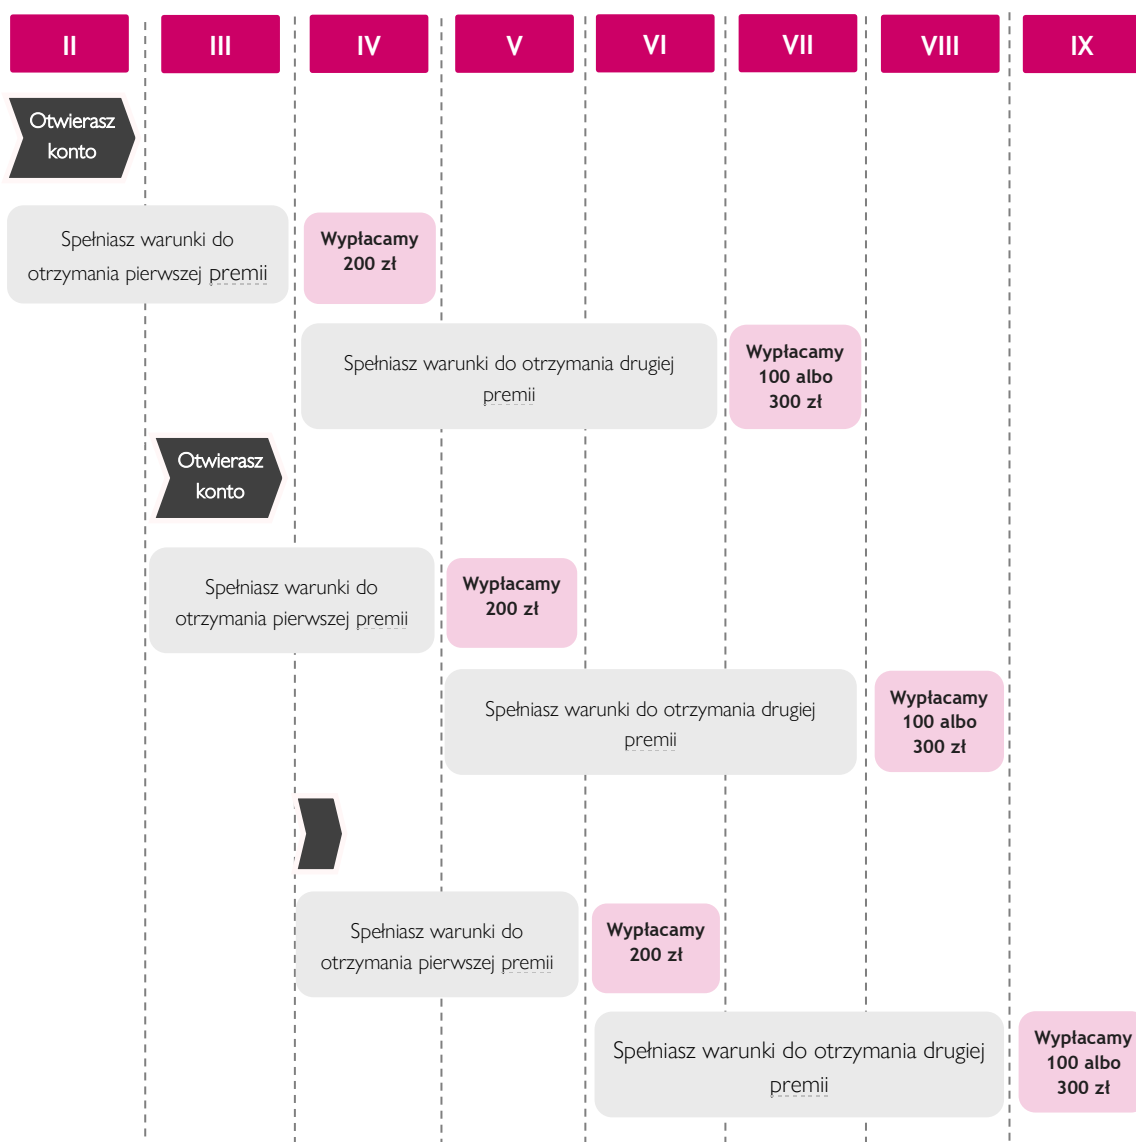 II III IV V VI VII VIII IX
Otwierasz
konto
Spełniasz warunki do
otrzymania pierwszej premii
Wypłacamy
200 zł
Spełniasz warunki do otrzymania drugiej
premii
Wypłacamy
100 albo
300 zł
Otwierasz
konto
Spełniasz warunki do
otrzymania pierwszej premii
Wypłacamy
200 zł
Spełniasz warunki do otrzymania drugiej
premii
Wypłacamy
100 albo
300 zł
Spełniasz warunki do
otrzymania pierwszej premii
Wypłacamy
200 zł
Spełniasz warunki do otrzymania drugiej
premii
Wypłacamy
100 albo
300 zł